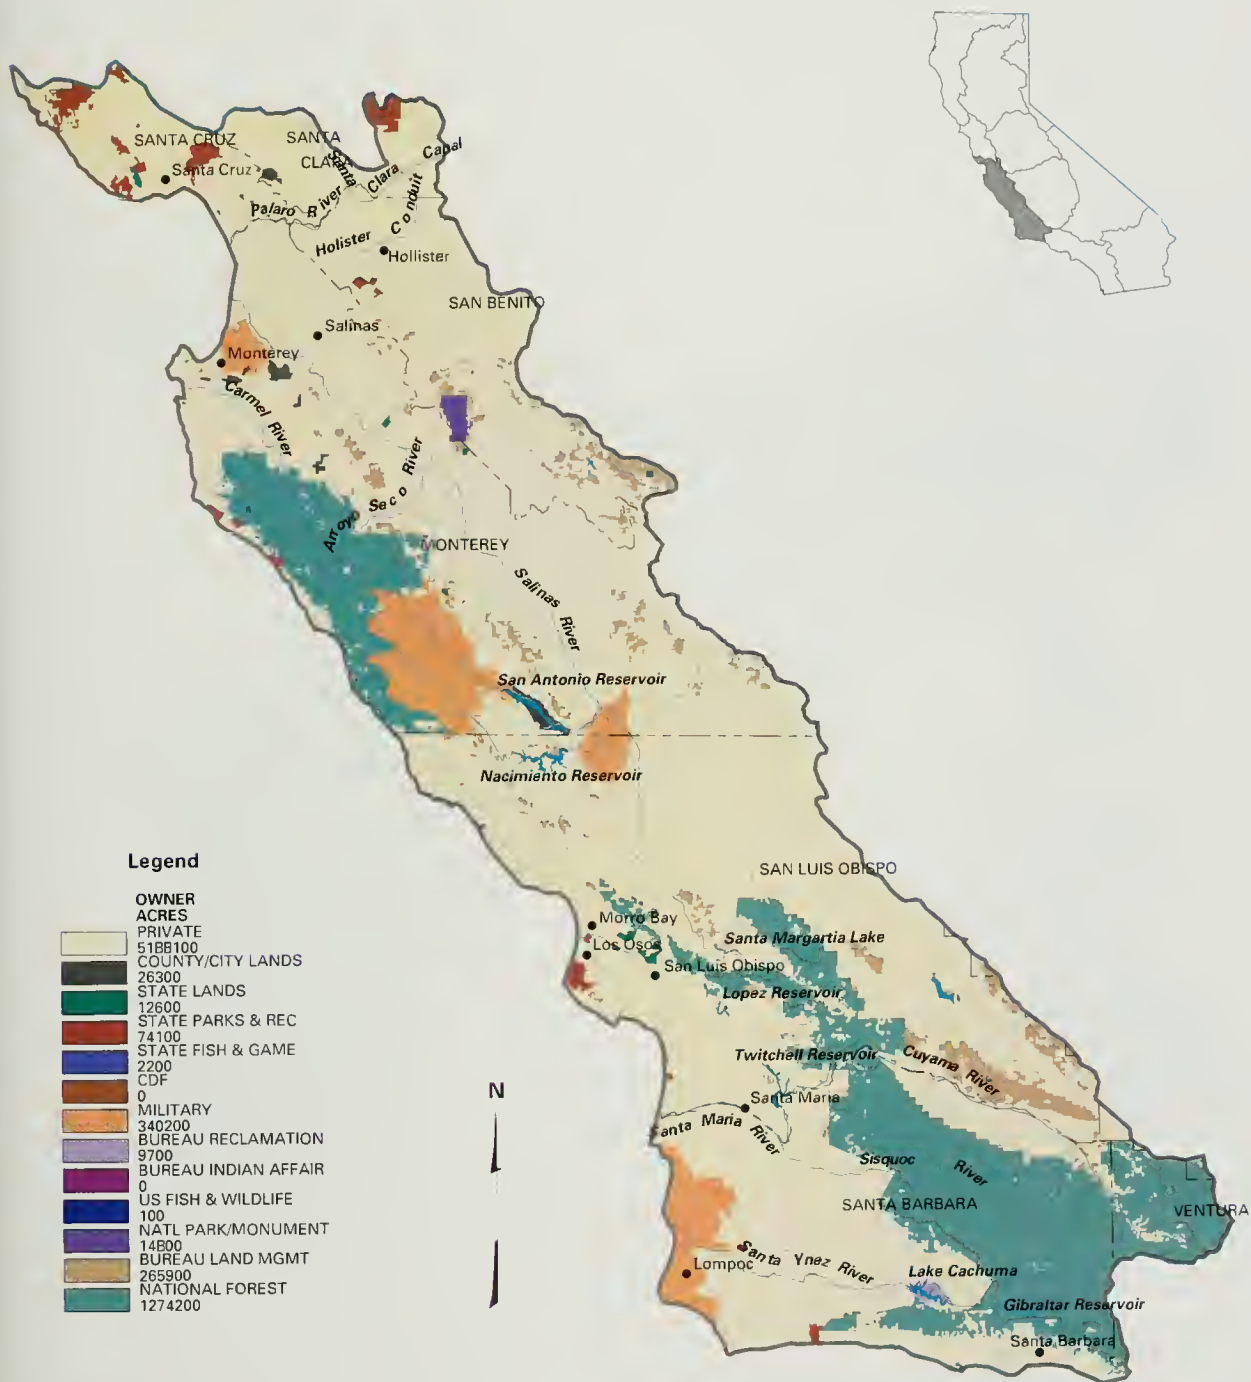 SANTA CRUZ
SANTA
CLARA
Santa Cruz
Santa
Clara
Canal
Pajaro River
Holister
Conduit
Hollister
SAN BENITO
Salinas
Monterey
Carmel River
Arroyo Seco River
MONTEREY
Salinas River
San Antonio Reservoir
Nacimiento Reservoir
SAN LUIS OBISPO
Morro Bay
Los Osos
Santa Margartia Lake
San Luis Obispo
Lopez Reservoir
Twitchell Reservoir
Cuyama River
Santa Maria
Santa Maria River
Sisquoc River
SANTA BARBARA
VENTURA
Santa Ynez River
Lompoc
Lake Cachuma
Gibraltar Reservoir
Santa Barbara
N
Legend
OWNER
ACRES
PRIVATE
51BB100
COUNTY/CITY LANDS
26300
STATE LANDS
12600
STATE PARKS & REC
74100
STATE FISH & GAME
2200
CDF
0
MILITARY
340200
BUREAU RECLAMATION
9700
BUREAU INDIAN AFFAIR
0
US FISH & WILDLIFE
100
NATL PARK/MONUMENT
14B00
BUREAU LAND MGMT
265900
NATIONAL FOREST
1274200